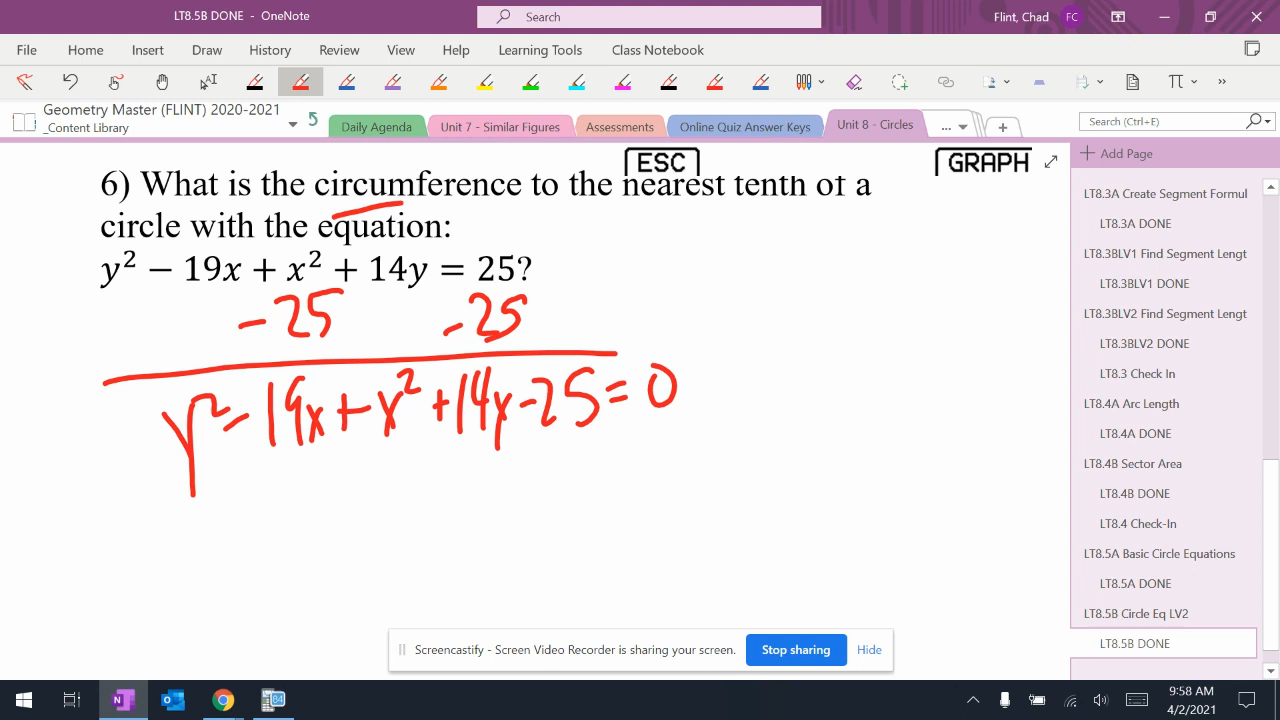 LT8.5B DONE - OneNote
Search
Flint, Chad FC
File Home Insert Draw History Review View Help Learning Tools Class Notebook
Geometry Master (FLINT) 2020-2021
_Content Library
Daily Agenda Unit 7 - Similar Figures Assessments Online Quiz Answer Keys Unit 8 - Circles ... +
Search (Ctrl+E)
ESC GRAPH
Add Page
6) What is the circumference to the nearest tenth of a
circle with the equation:
y² − 19x + x² + 14y = 25?
-25 -25
y² - 19x + x² + 14y - 25 = 0
LT8.3A Create Segment Formul
LT8.3A DONE
LT8.3BLV1 Find Segment Lengt
LT8.3BLV1 DONE
LT8.3BLV2 Find Segment Lengt
LT8.3BLV2 DONE
LT8.3 Check In
LT8.4A Arc Length
LT8.4A DONE
LT8.4B Sector Area
LT8.4B DONE
LT8.4 Check-In
LT8.5A Basic Circle Equations
LT8.5A DONE
LT8.5B Circle Eq LV2
LT8.5B DONE
Screencastify - Screen Video Recorder is sharing your screen. Stop sharing Hide
9:58 AM
4/2/2021